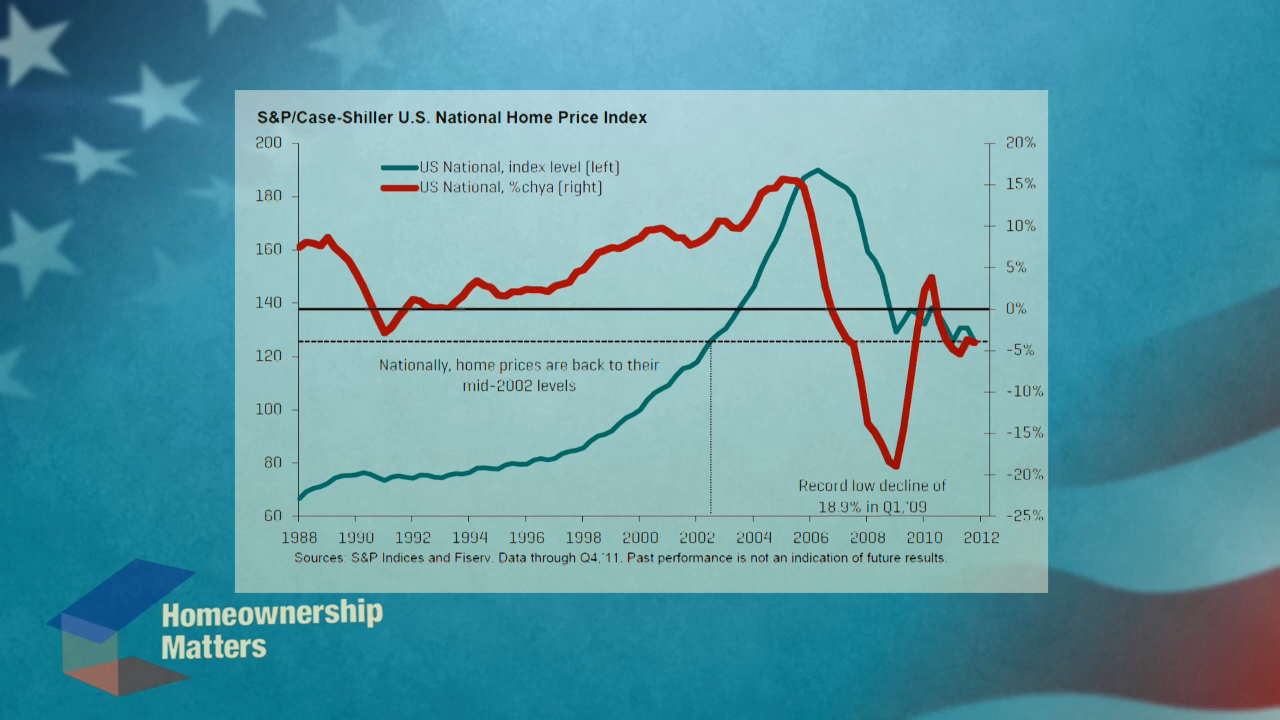 S&P/Case-Shiller U.S. National Home Price Index
200
20%
US National, index level (left)
US National, %chya (right)
180
15%
160
10%
5%
140
0%
120
-5%
Nationally, home prices are back to their
mid-2002 levels
100
-10%
-15%
80
-20%
Record low decline of
18.9% in Q1,'09
60
-25%
1988 1990 1992 1994 1996 1998 2000 2002 2004 2006 2008 2010 2012
Sources: S&P Indices and Fiserv. Data through Q4,'11. Past performance is not an indication of future results.
Homeownership
Matters